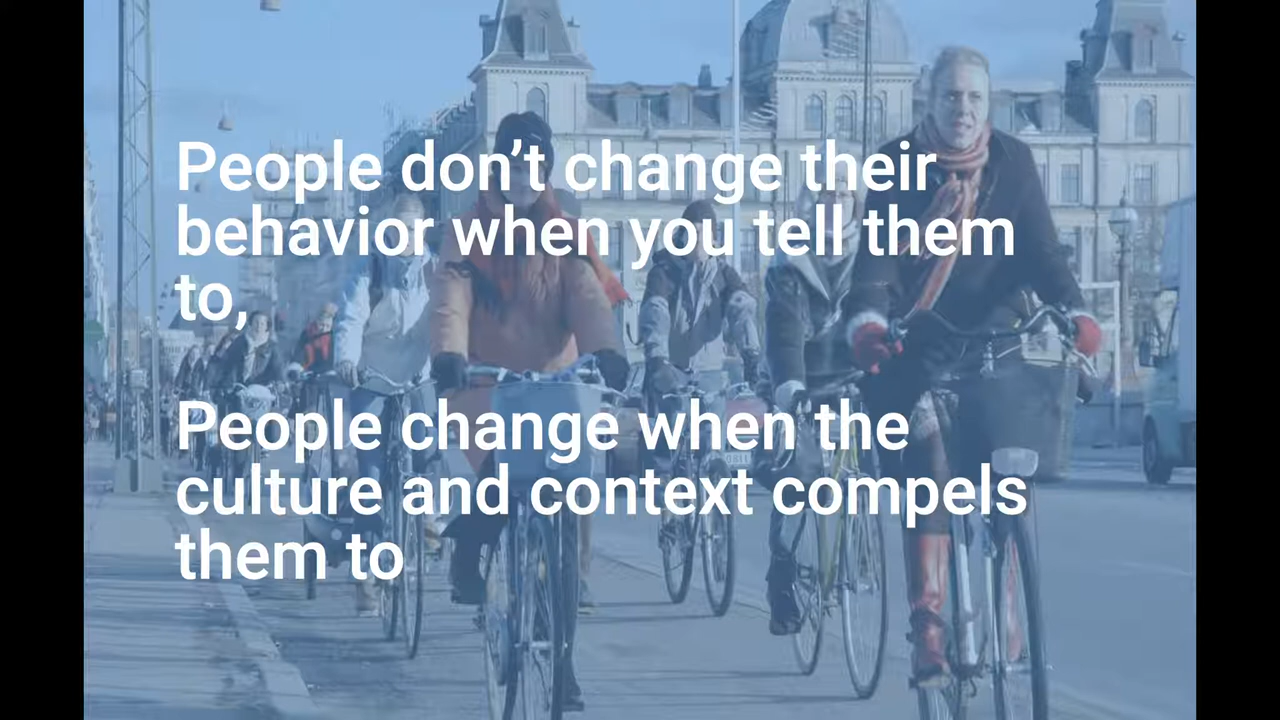 People don’t change their
behavior when you tell them
to,
People change when the
culture and context compels
them to